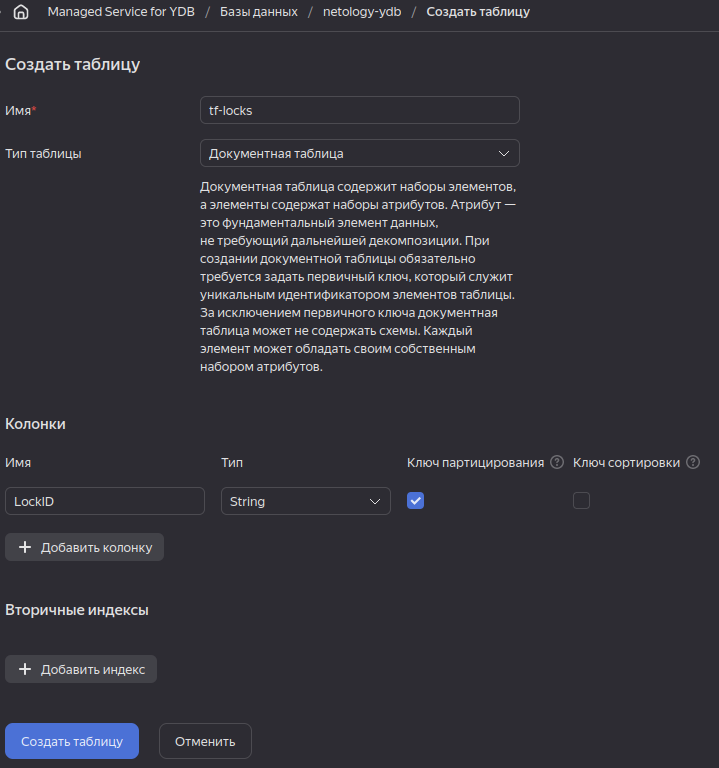 Managed Service for YDB / Базы данных / netology-ydb / Создать таблицу
Создать таблицу
Имя* tf-locks
Тип таблицы Документная таблица
Документная таблица содержит наборы элементов,
а элементы содержат наборы атрибутов. Атрибут —
это фундаментальный элемент данных,
не требующий дальнейшей декомпозиции. При
создании документной таблицы обязательно
требуется задать первичный ключ, который служит
уникальным идентификатором элементов таблицы.
За исключением первичного ключа документная
таблица может не содержать схемы. Каждый
элемент может обладать своим собственным
набором атрибутов.
Колонки
Имя Тип Ключ партицирования ? Ключ сортировки ?
LockID String
+ Добавить колонку
Вторичные индексы
+ Добавить индекс
Создать таблицу Отменить